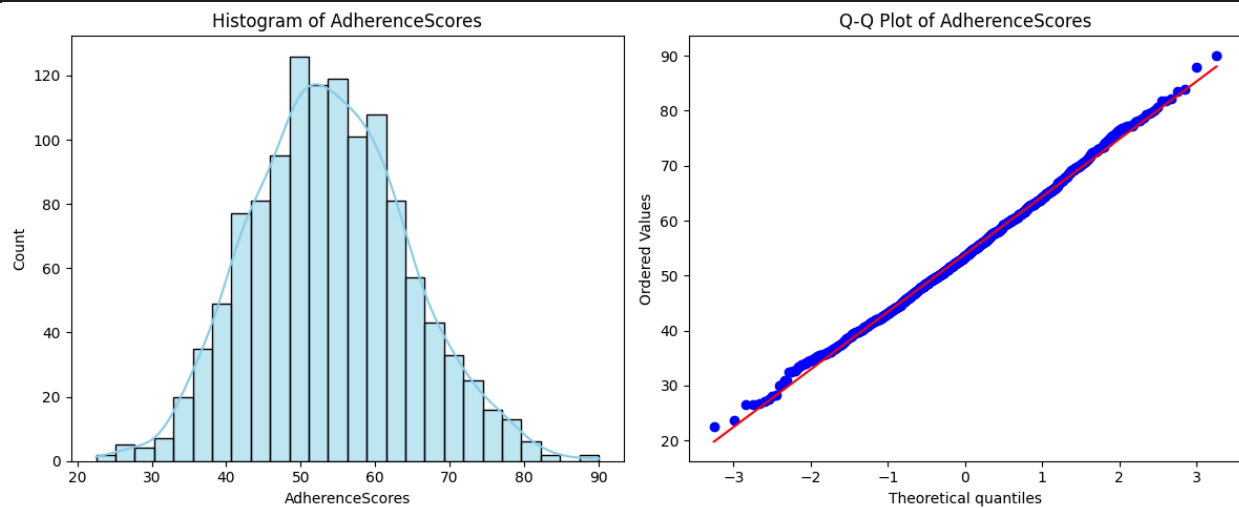 Histogram of AdherenceScores
Count
120
100
80
60
40
20
0
20 30 40 50 60 70 80 90
AdherenceScores
Q-Q Plot of AdherenceScores
Ordered Values
90
80
70
60
50
40
30
20
−3 −2 −1 0 1 2 3
Theoretical quantiles